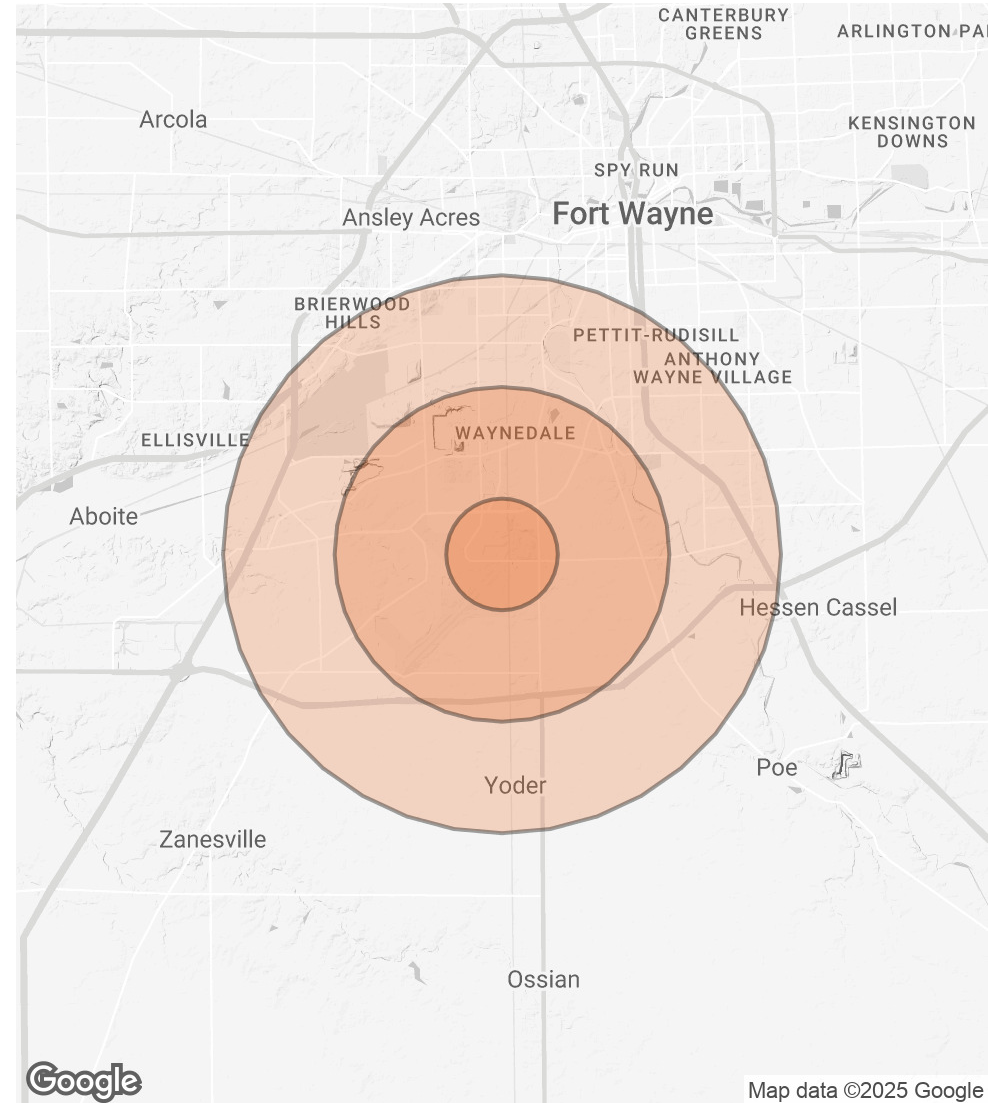 CANTERBURY
GREENS
ARLINGTON PA
Arcola
KENSINGTON
DOWNS
SPY RUN
Fort Wayne
Ansley Acres
BRIERWOOD
HILLS
PETTIT-RUDISILL
ANTHONY
WAYNE VILLAGE
WAYNEDALE
ELLISVILLE
Aboite
Hessen Cassel
Poe
Yoder
Zanesville
Ossian
Google
Map data ©2025 Google